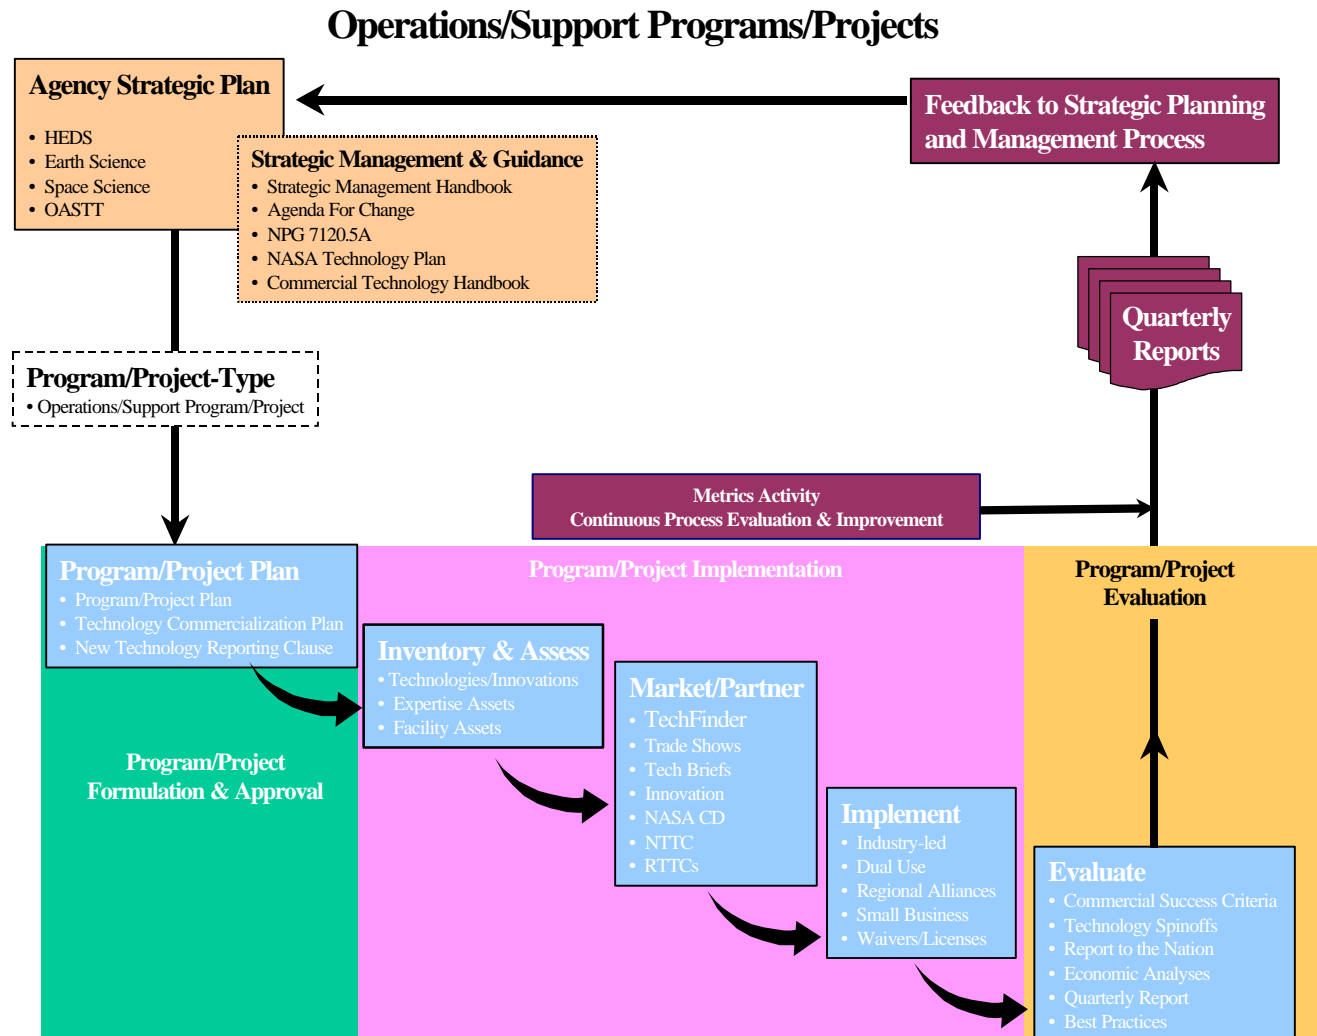 Operations/Support Programs/Projects
Agency Strategic Plan
• HEDS
• Earth Science
• Space Science
• OASTT
Strategic Management & Guidance
• Strategic Management Handbook
• Agenda For Change
• NPG 7120.5A
• NASA Technology Plan
• Commercial Technology Handbook
Feedback to Strategic Planning
and Management Process
Quarterly
Reports
Program/Project-Type
• Operations/Support Program/Project
Metrics Activity
Continuous Process Evaluation & Improvement
Program/Project Plan
• Program/Project Plan
• Technology Commercialization Plan
• New Technology Reporting Clause
Program/Project
Formulation & Approval
Program/Project Implementation
Inventory & Assess
• Technologies/Innovations
• Expertise Assets
• Facility Assets
Market/Partner
• TechFinder
• Trade Shows
• Tech Briefs
• Innovation
• NASA CD
• NTTC
• RTTCs
Implement
• Industry-led
• Dual Use
• Regional Alliances
• Small Business
• Waivers/Licenses
Program/Project
Evaluation
Evaluate
• Commercial Success Criteria
• Technology Spinoffs
• Report to the Nation
• Economic Analyses
• Quarterly Report
• Best Practices